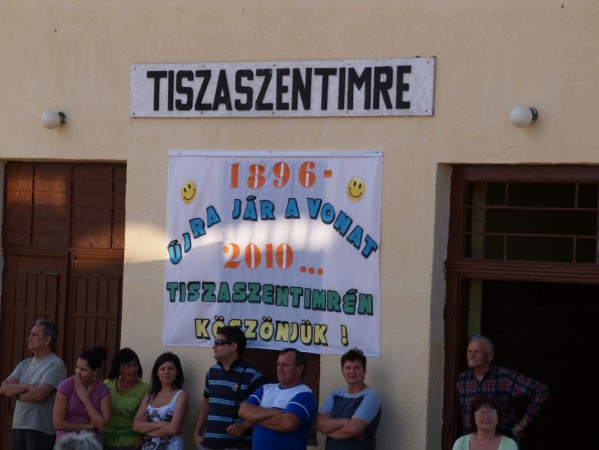 TISZASZENTIMRE
1896-
ÚJRA JÁR A VONAT
2010...
TISZASZENTIMRÉN
KÖSZÖNJÜK !